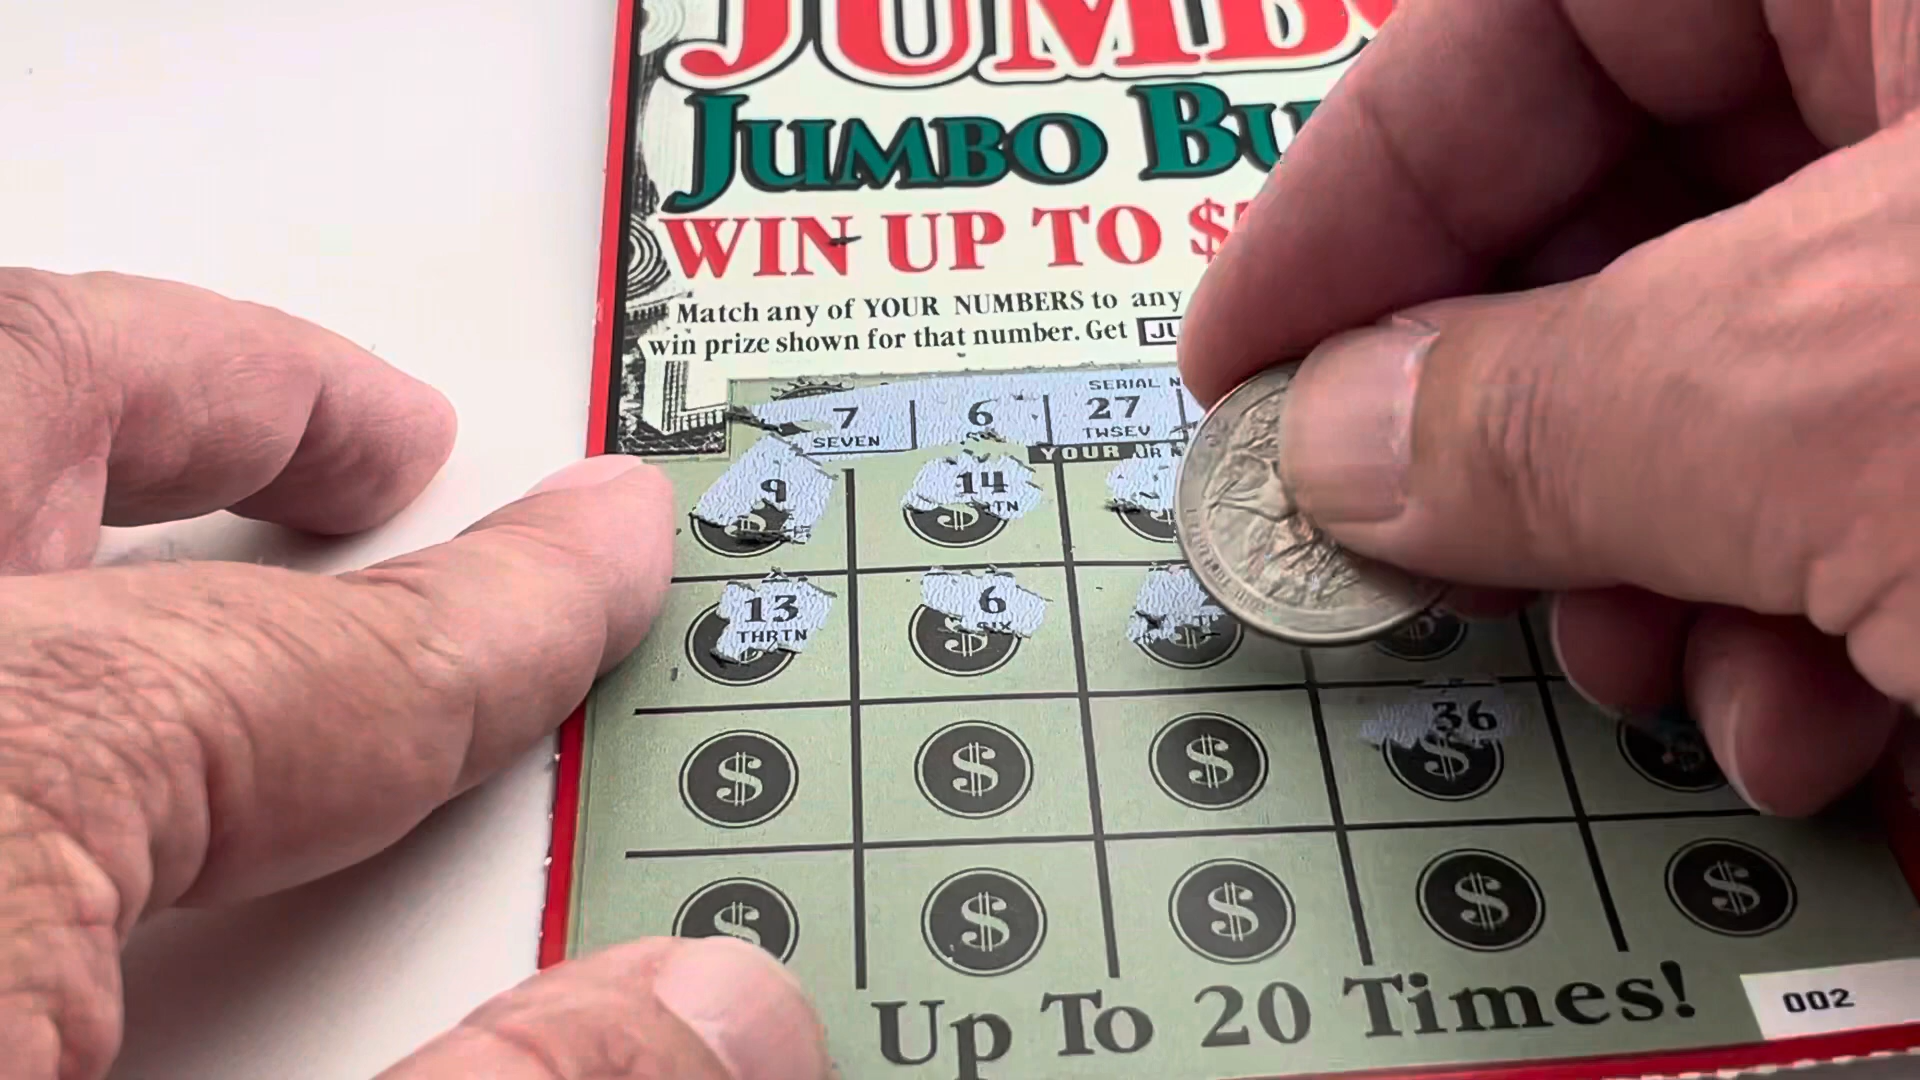 JUMBO
JUMBO
WIN UP TO $
Match any of YOUR NUMBERS to any
win prize shown for that number. Get
SERIAL
7 6 27
SEVEN TWSEV
YOUR
9 14
13 6
THRTN SIX
36
Up To 20 Times!
002